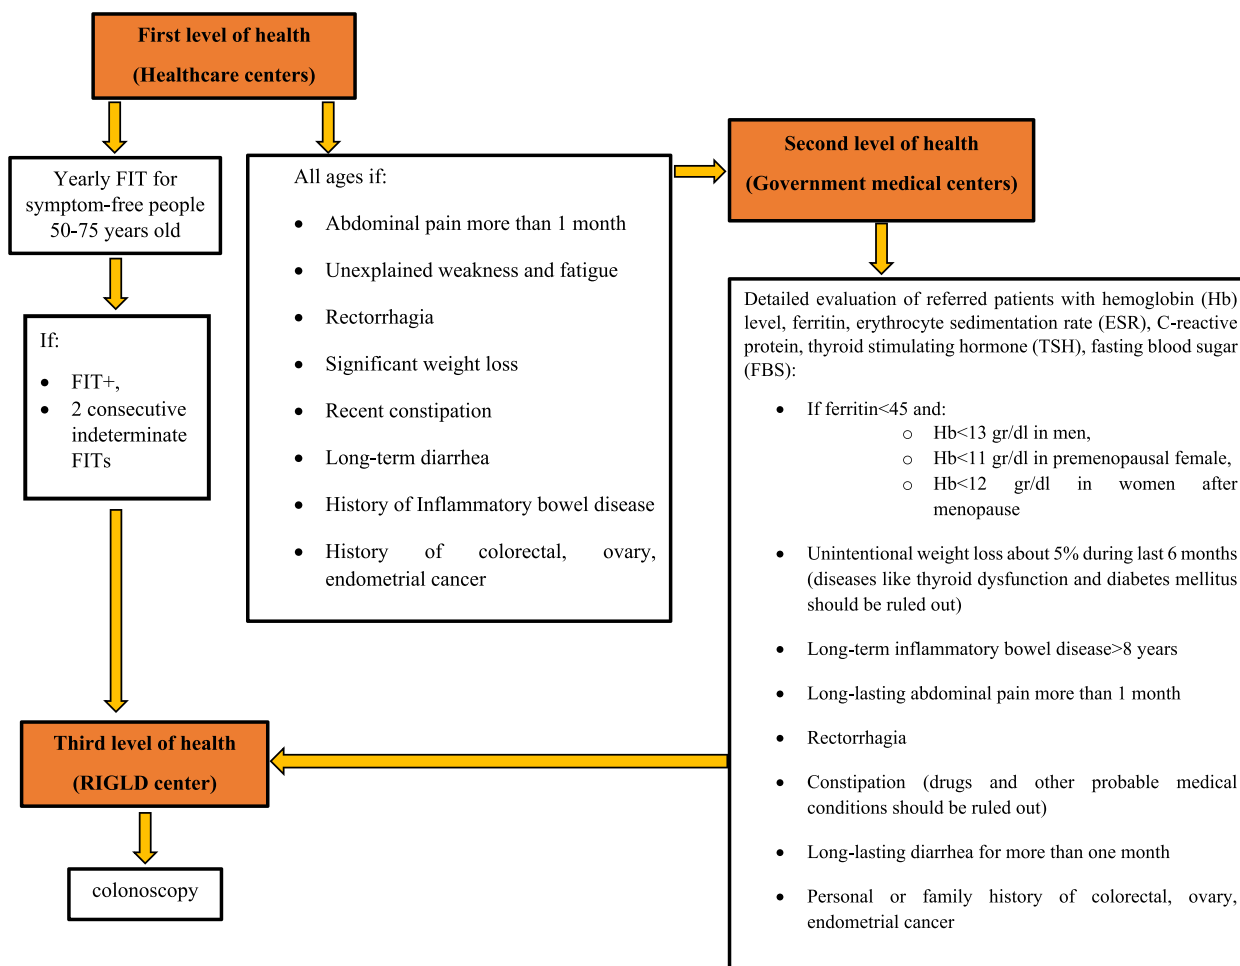 First level of health
(Healthcare centers)
Yearly FIT for
symptom-free people
50-75 years old
If:
• FIT+,
• 2 consecutive
indeterminate
FITs
All ages if:
• Abdominal pain more than 1 month
• Unexplained weakness and fatigue
• Rectorrhagia
• Significant weight loss
• Recent constipation
• Long-term diarrhea
• History of Inflammatory bowel disease
• History of colorectal, ovary,
endometrial cancer
Second level of health
(Government medical centers)
Detailed evaluation of referred patients with hemoglobin (Hb)
level, ferritin, erythrocyte sedimentation rate (ESR), C-reactive
protein, thyroid stimulating hormone (TSH), fasting blood sugar
(FBS):
• If ferritin<45 and:
o Hb<13 gr/dl in men,
o Hb<11 gr/dl in premenopausal female,
o Hb<12 gr/dl in women after
menopause
• Unintentional weight loss about 5% during last 6 months
(diseases like thyroid dysfunction and diabetes mellitus
should be ruled out)
• Long-term inflammatory bowel disease>8 years
• Long-lasting abdominal pain more than 1 month
• Rectorrhagia
• Constipation (drugs and other probable medical
conditions should be ruled out)
• Long-lasting diarrhea for more than one month
• Personal or family history of colorectal, ovary,
endometrial cancer
Third level of health
(RIGLD center)
colonoscopy